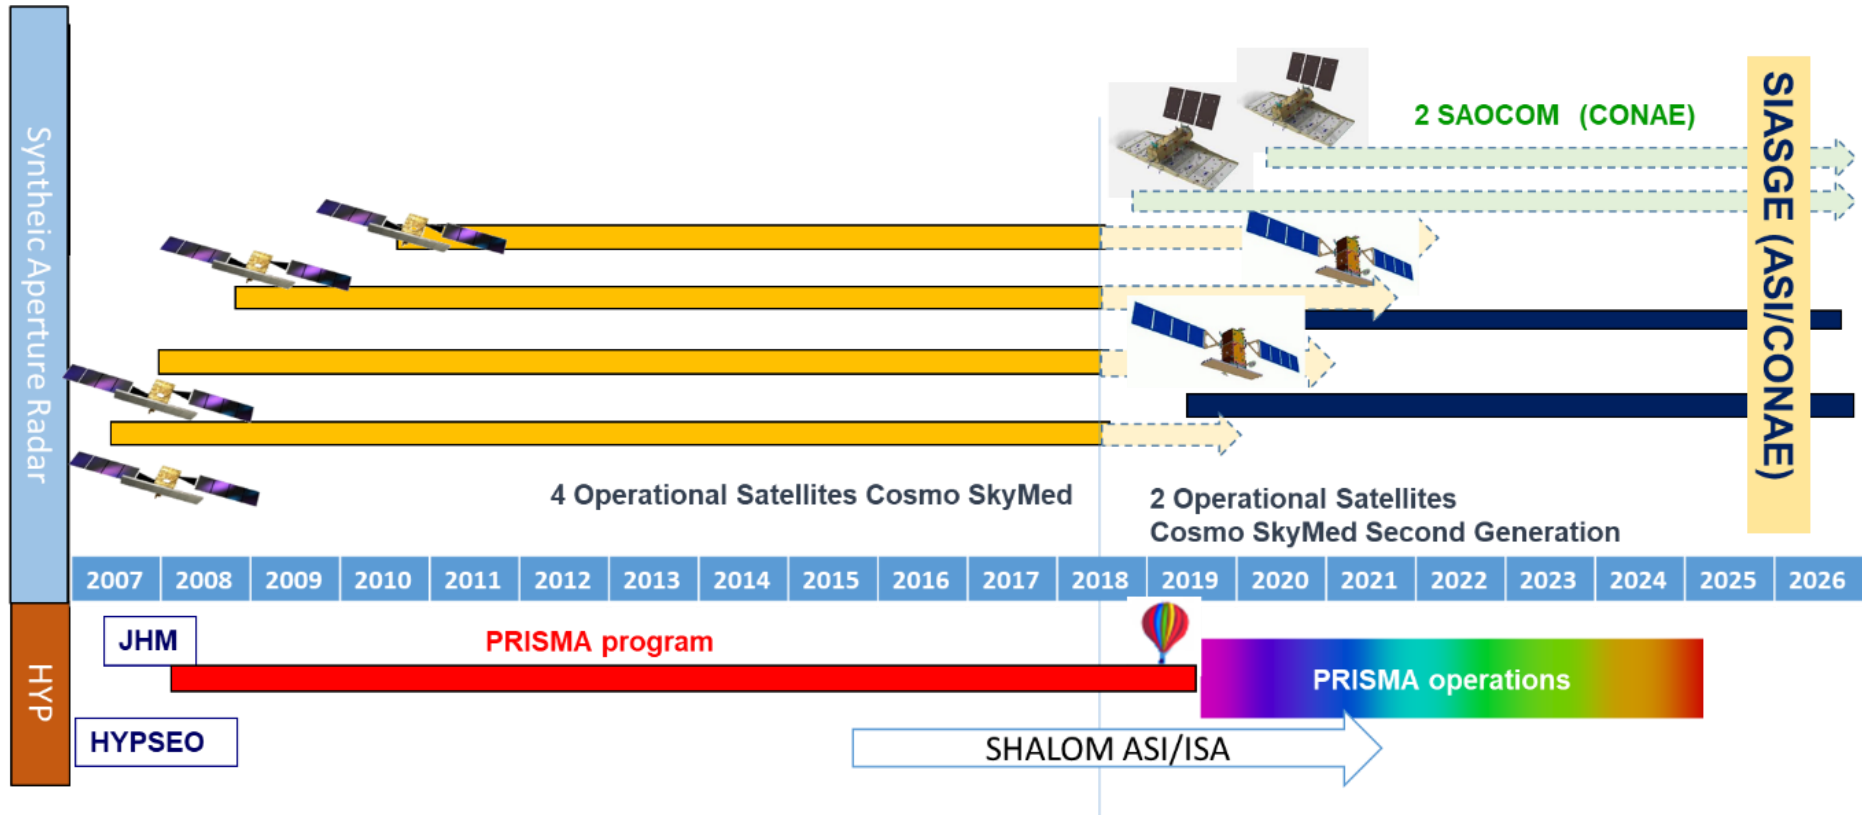 Syntheic Aperture Radar
2 SAOCOM (CONAE)
SIASGE (ASI/CONAE)
4 Operational Satellites Cosmo SkyMed
2 Operational Satellites
Cosmo SkyMed Second Generation
2007 2008 2009 2010 2011 2012 2013 2014 2015 2016 2017 2018 2019 2020 2021 2022 2023 2024 2025 2026
HYP
JHM
PRISMA program
PRISMA operations
HYPSEO
SHALOM ASI/ISA